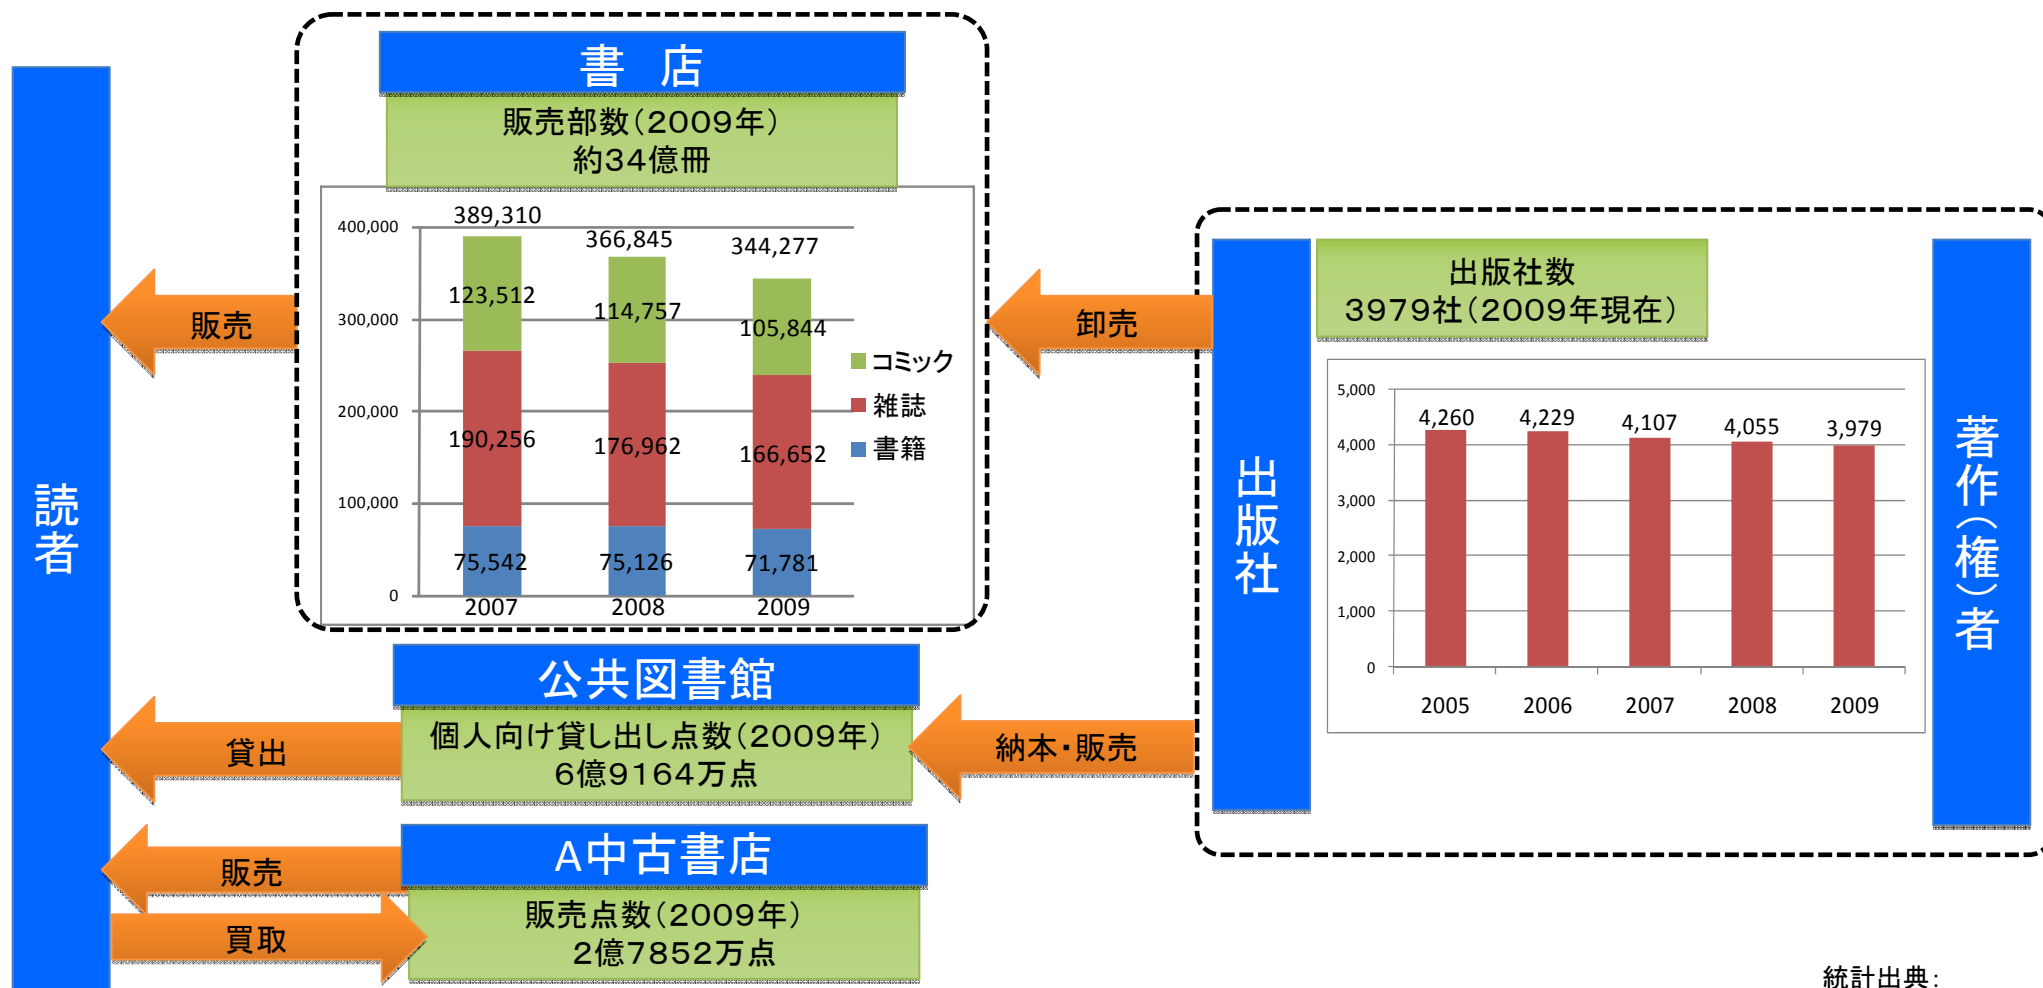 書　店
販売部数（２００９年）
約３４億冊
400,000
300,000
200,000
100,000
0
389,310
366,845
344,277
123,512
114,757
105,844
190,256
176,962
166,652
75,542
75,126
71,781
2007
2008
2009
コミック
雑誌
書籍
読者
販売
卸売
出版社
出版社数
３９７９社（２００９年現在）
5,000
4,000
3,000
2,000
1,000
0
4,260
4,229
4,107
4,055
3,979
2005
2006
2007
2008
2009
著作（権）者
公共図書館
個人向け貸し出し点数（２００９年）
６億９１６４万点
貸出
納本・販売
A中古書店
販売点数（２００９年）
２億７８５２万点
販売
買取
統計出典：